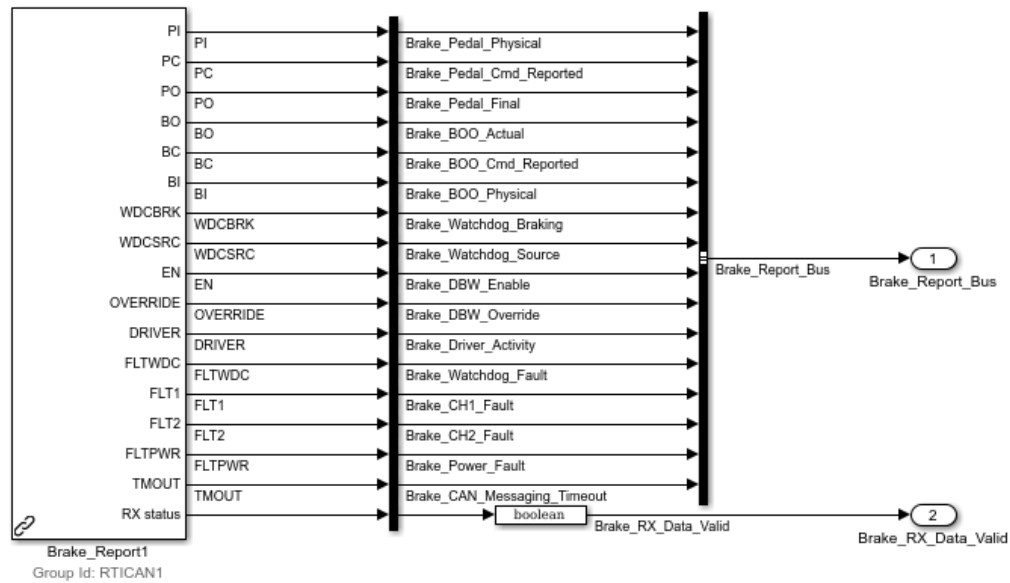 PI
PI
Brake_Pedal_Physical
PC
PC
Brake_Pedal_Cmd_Reported
PO
PO
Brake_Pedal_Final
BO
BO
Brake_BOO_Actual
BC
BC
Brake_BOO_Cmd_Reported
BI
BI
Brake_BOO_Physical
WDCBRK
WDCBRK
Brake_Watchdog_Braking
WDCSRC
WDCSRC
Brake_Watchdog_Source
EN
EN
Brake_DBW_Enable
OVERRIDE
OVERRIDE
Brake_DBW_Override
DRIVER
DRIVER
Brake_Driver_Activity
FLTWDC
FLTWDC
Brake_Watchdog_Fault
FLT1
FLT1
Brake_CH1_Fault
FLT2
FLT2
Brake_CH2_Fault
FLTPWR
FLTPWR
Brake_Power_Fault
TMOUT
TMOUT
Brake_CAN_Messaging_Timeout
RX status
boolean
Brake_RX_Data_Valid
Brake_Report_Bus
1
Brake_Report_Bus
2
Brake_RX_Data_Valid
Brake_Report1
Group Id: RTICAN1